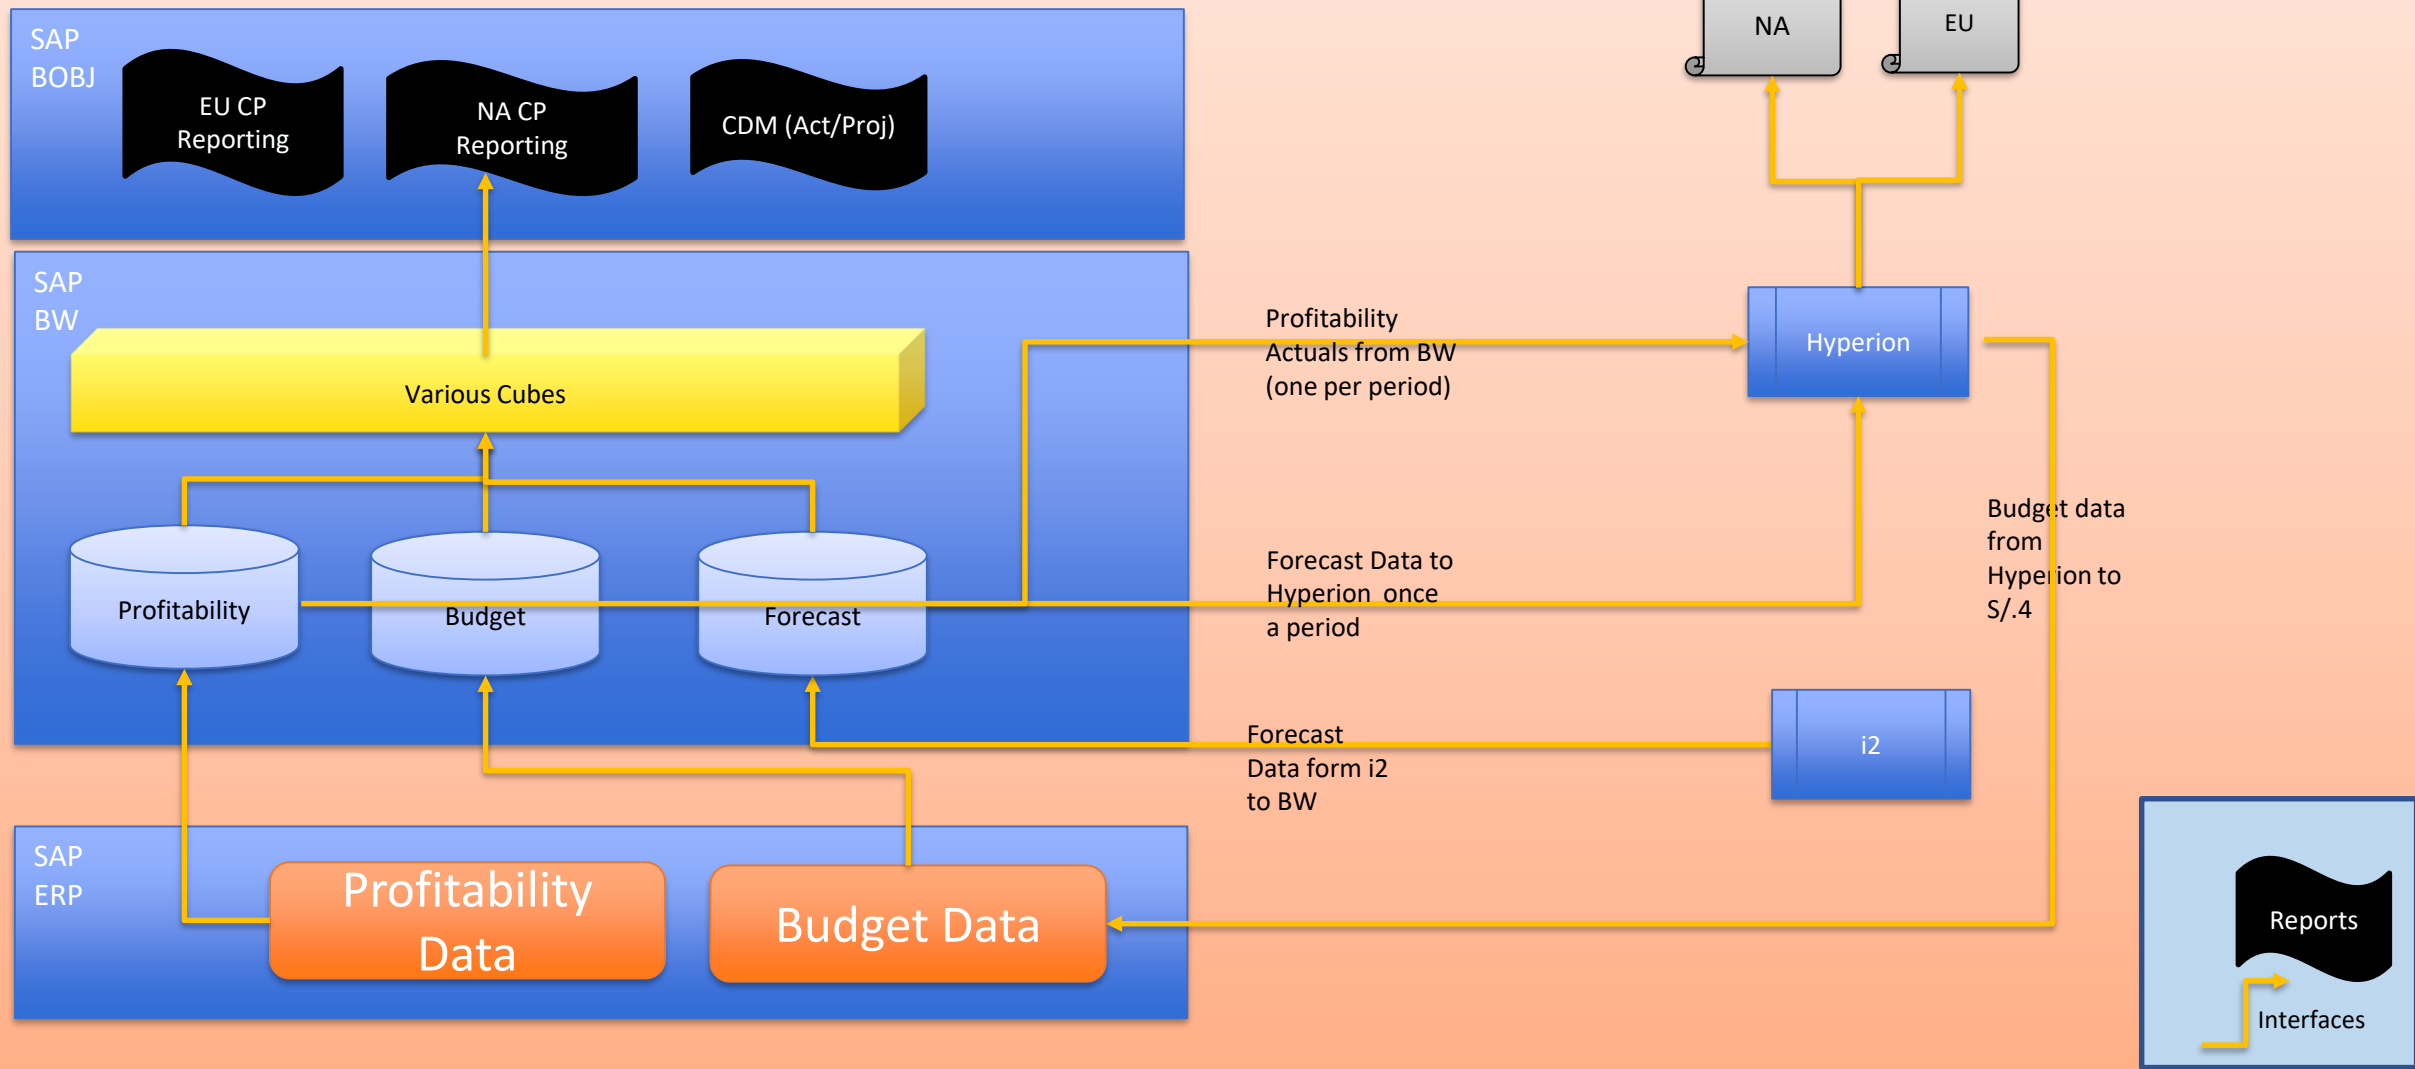 SAP
BOBJ
EU CP
Reporting
NA CP
Reporting
CDM (Act/Proj)
NA
EU
SAP
BW
Various Cubes
Profitability
Budget
Forecast
Profitability
Actuals from BW
(one per period)
Hyperion
Forecast Data to
Hyperion once
a period
Budget data
from
Hyperion to
S/.4
Forecast
Data form i2
to BW
i2
SAP
ERP
Profitability
Data
Budget Data
Reports
Interfaces